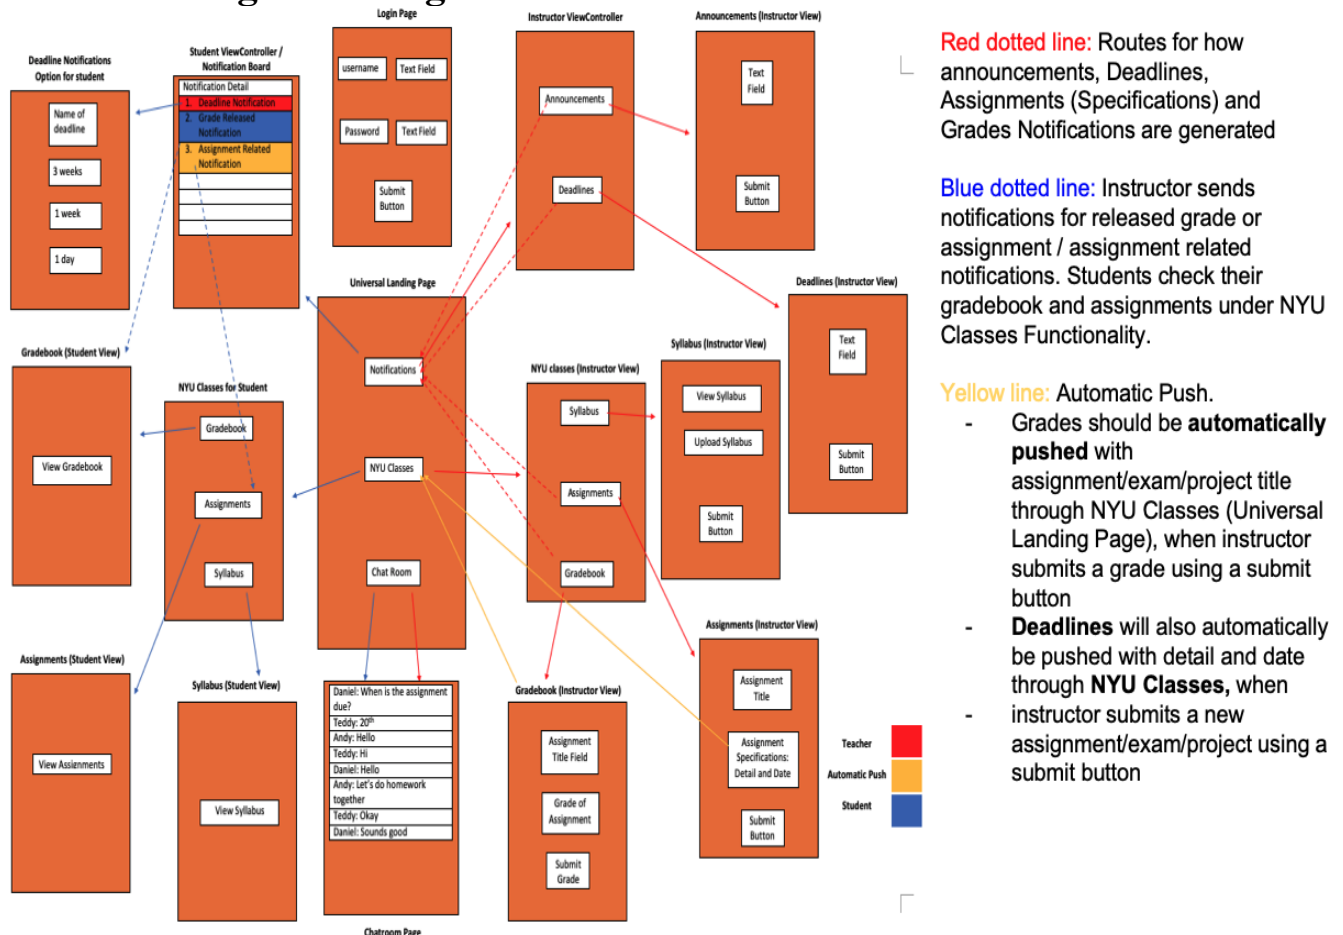 Login Page
username
Text Field
Password
Text Field
Submit
Button
Instructor ViewController
Announcements
Deadlines
Announcements (Instructor View)
Text
Field
Submit
Button
Deadline Notifications
Option for student
Name of
deadline
3 weeks
1 week
1 day
Student ViewController /
Notification Board
Notification Detail
1. Deadline Notification
2. Grade Released
Notification
3. Assignment Related
Notification
Universal Landing Page
Notifications
NYU Classes
Chat Room
Deadlines (Instructor View)
Text
Field
Submit
Button
Gradebook (Student View)
View Gradebook
NYU Classes for Student
Gradebook
Assignments
Syllabus
NYU classes (Instructor View)
Syllabus
Assignments
Gradebook
Syllabus (Instructor View)
View Syllabus
Upload Syllabus
Submit
Button
Assignments (Student View)
View Assignments
Syllabus (Student View)
View Syllabus
Daniel: When is the assignment
due?
Teddy: 20th
Andy: Hello
Teddy: Hi
Daniel: Hello
Andy: Let's do homework
together
Teddy: Okay
Daniel: Sounds good
Chatroom Page
Gradebook (Instructor View)
Assignment
Title Field
Grade of
Assignment
Submit
Grade
Assignments (Instructor View)
Assignment
Title
Assignment
Specifications:
Detail and Date
Submit
Button
Teacher
Automatic Push
Student
Red dotted line: Routes for how
announcements, Deadlines,
Assignments (Specifications) and
Grades Notifications are generated
Blue dotted line: Instructor sends
notifications for released grade or
assignment / assignment related
notifications. Students check their
gradebook and assignments under NYU
Classes Functionality.
Yellow line: Automatic Push.
- Grades should be automatically
pushed with
assignment/exam/project title
through NYU Classes (Universal
Landing Page), when instructor
submits a grade using a submit
button
- Deadlines will also automatically
be pushed with detail and date
through NYU Classes, when
- instructor submits a new
assignment/exam/project using a
submit button